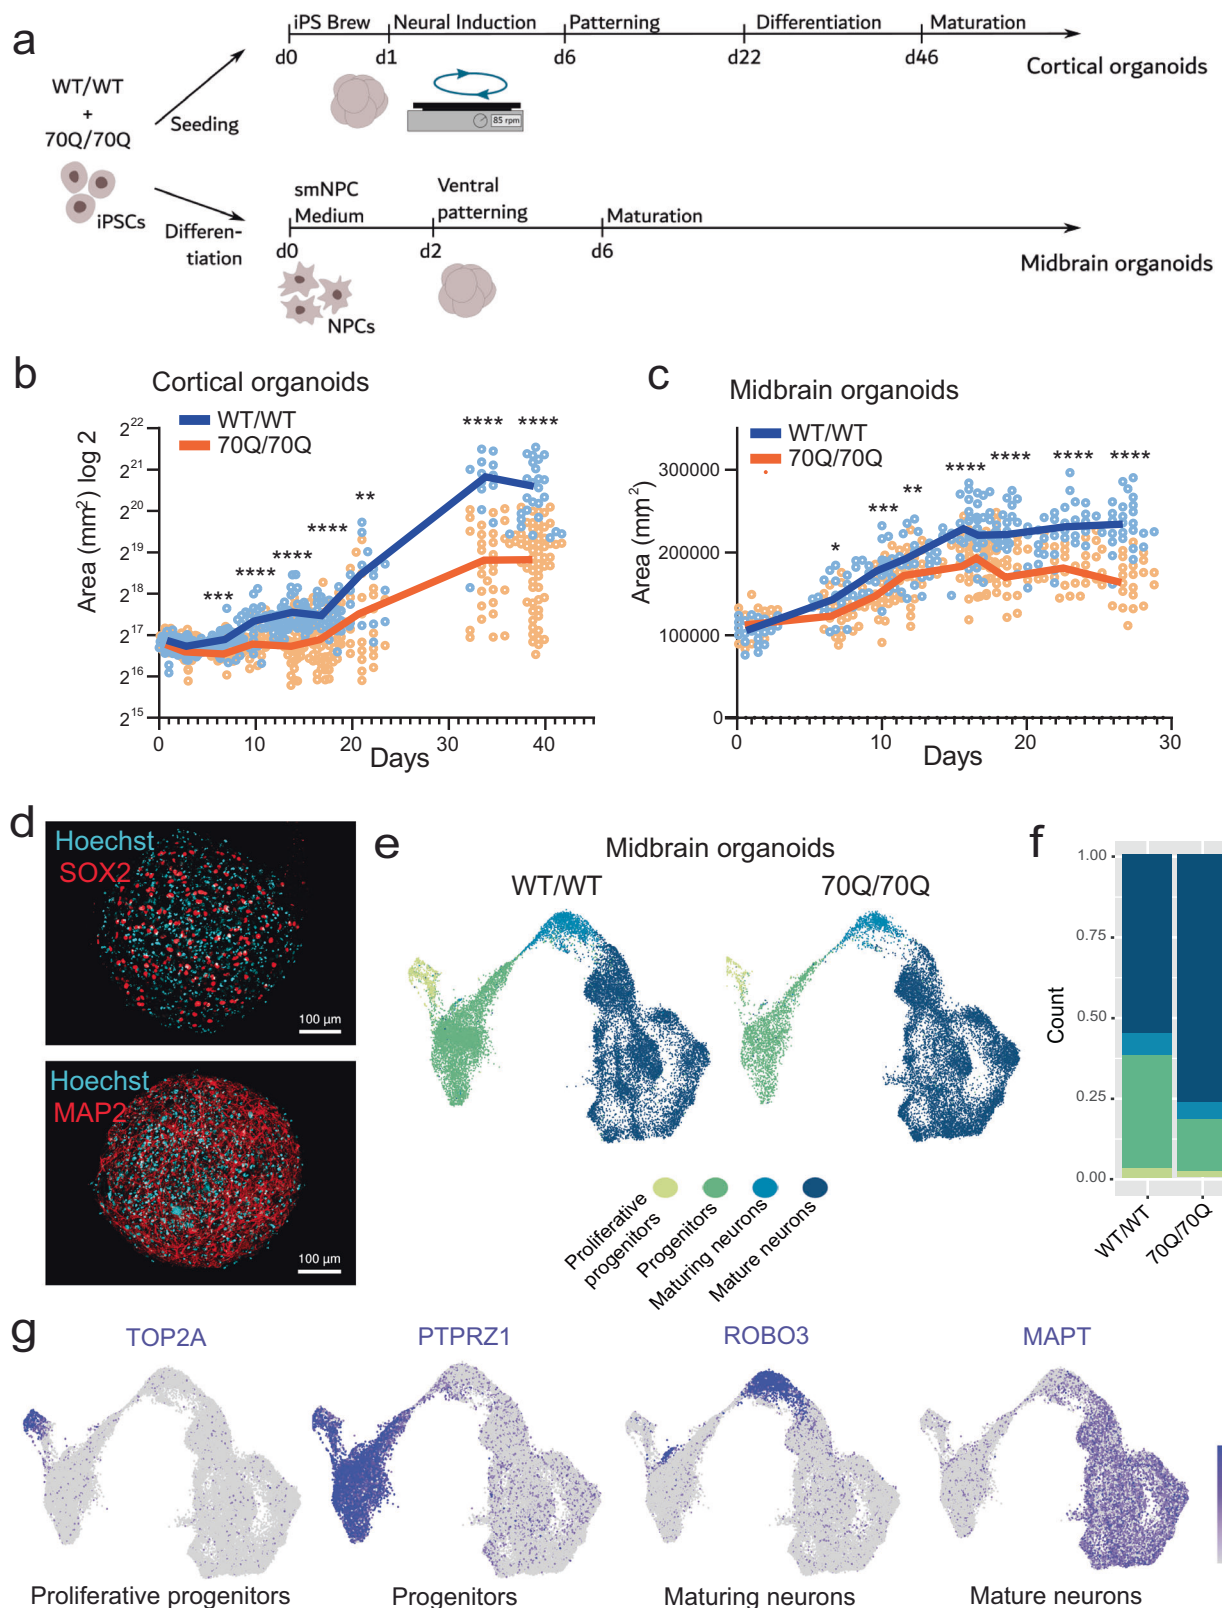 a
iPS Brew
Neural Induction
Patterning
Differentiation
Maturation
d0
d1
d6
d22
d46
Cortical organoids
WT/WT
+
70Q/70Q
Seeding
85 rpm
iPSCs
Differen-
tiation
smNPC
Medium
Ventral
patterning
Maturation
d0
d2
d6
Midbrain organoids
NPCs
b
Cortical organoids
WT/WT
70Q/70Q
Area (mm²) log 2
2²²
2²¹
2²⁰
2¹⁹
2¹⁸
2¹⁷
2¹⁶
2¹⁵
***
****
****
****
**
****
****
0
10
20
30
40
Days
c
Midbrain organoids
WT/WT
70Q/70Q
Area (mm²)
300000
200000
100000
0
*
***
**
****
****
****
****
0
10
20
30
Days
d
Hoechst
SOX2
100 µm
Hoechst
MAP2
100 µm
e
Midbrain organoids
WT/WT
70Q/70Q
Proliferative
progenitors
Progenitors
Maturing neurons
Mature neurons
f
Count
1.00
0.75
0.50
0.25
0.00
WT/WT
70Q/70Q
g
TOP2A
PTPRZ1
ROBO3
MAPT
Proliferative progenitors
Progenitors
Maturing neurons
Mature neurons